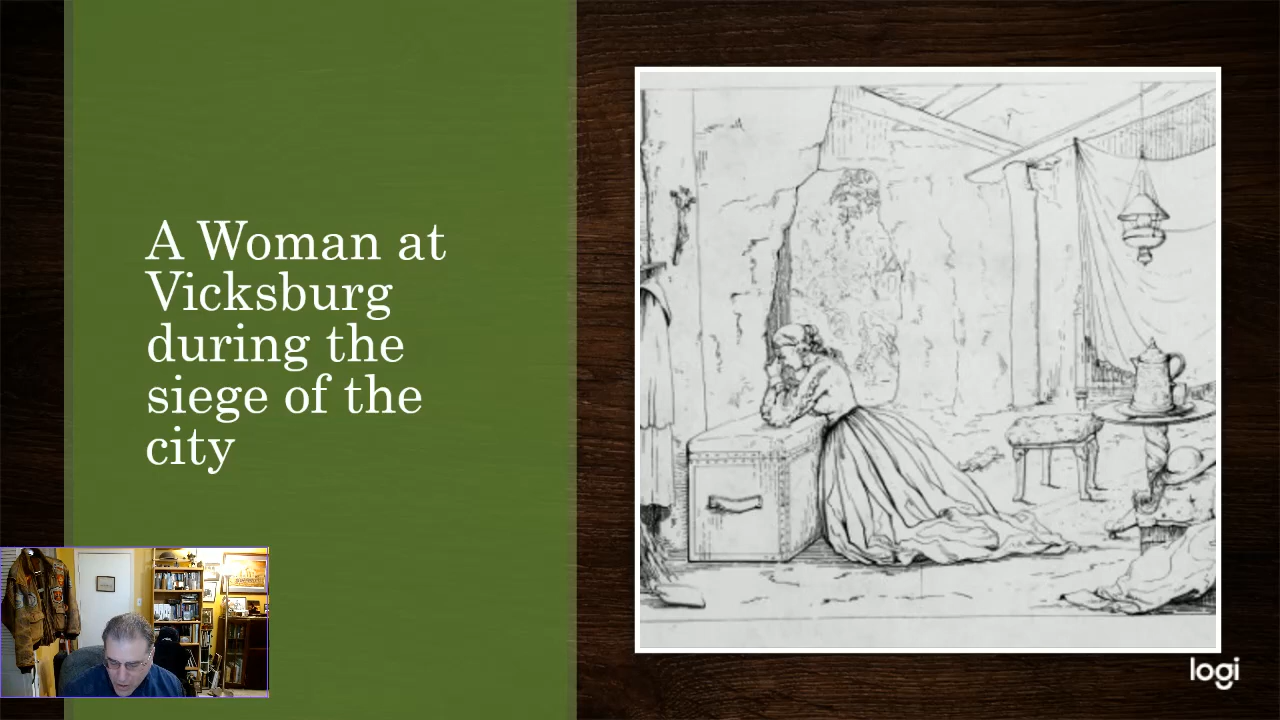 A Woman at
Vicksburg
during the
siege of the
city
logi